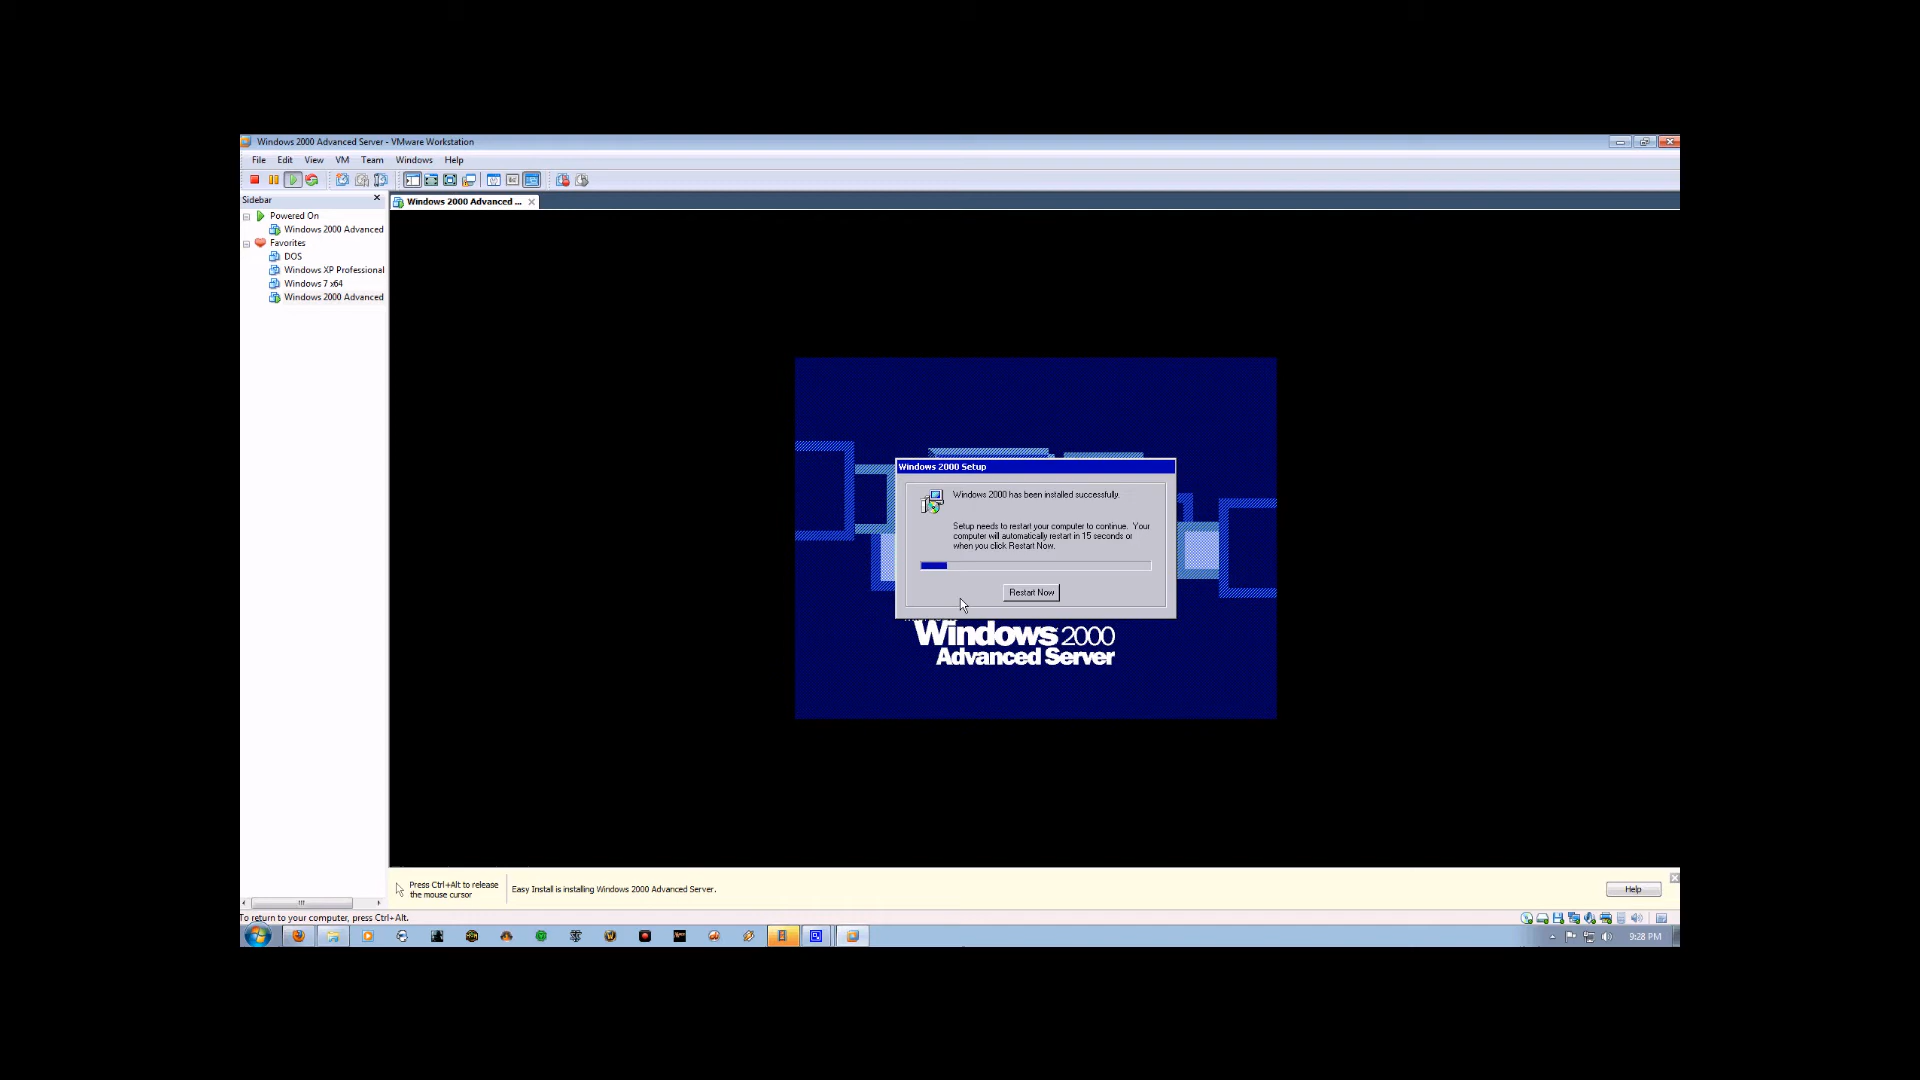 Windows 2000 Advanced Server - VMware Workstation
File Edit View VM Team Windows Help
Sidebar
Windows 2000 Advanced ...
Powered On
Windows 2000 Advanced
Favorites
DOS
Windows XP Professional
Windows 7 x64
Windows 2000 Advanced
Windows 2000 Setup
Windows 2000 has been installed successfully.
Setup needs to restart your computer to continue. Your
computer will automatically restart in 15 seconds or
when you click Restart Now.
Restart Now
Windows 2000
Advanced Server
Press Ctrl+Alt to release
the mouse cursor
Easy Install is installing Windows 2000 Advanced Server.
Help
To return to your computer, press Ctrl+Alt.
9:28 PM